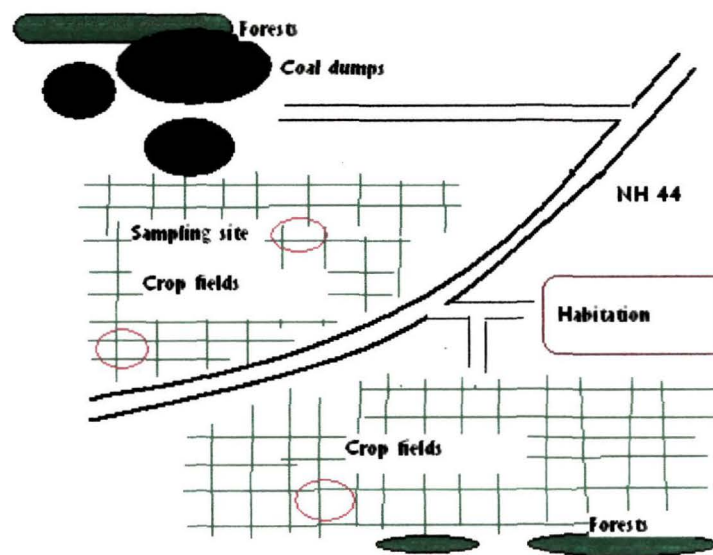 Forests
Coal dumps
NH 44
Sampling site
Crop fields
Habitation
Crop fields
Forests